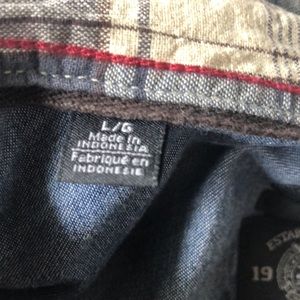 L/G
Made in
INDONESIA
Fabriqué en
INDONESIE
19